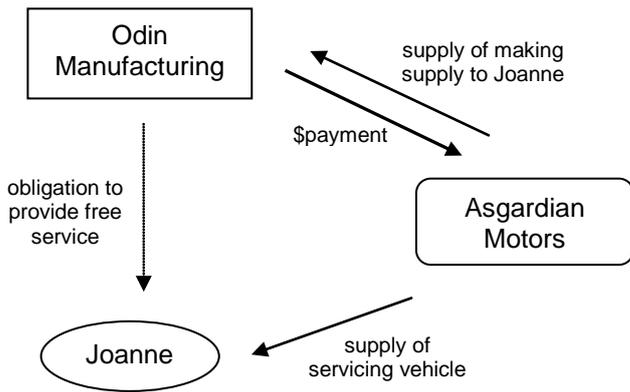 Odin
Manufacturing
supply of making
supply to Joanne
$payment
obligation to
provide free
service
Asgardian
Motors
Joanne
supply of
servicing vehicle